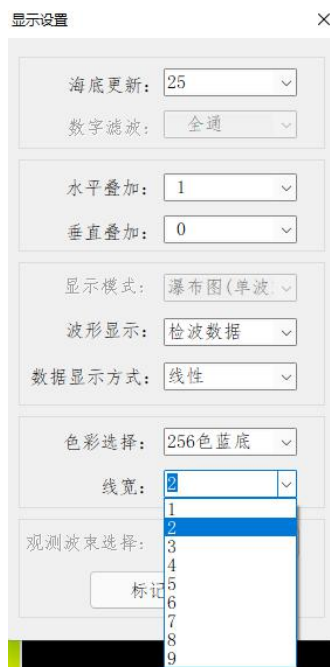 显示设置
海底更新: 25
数字滤波: 全通
水平叠加: 1
垂直叠加: 0
显示模式: 瀑布图(单波
波形显示: 检波数据
数据显示方式: 线性
色彩选择: 256色蓝底
线宽: 2
1
2
3
观测波束选择:
4
标记
5
6
7
8
9